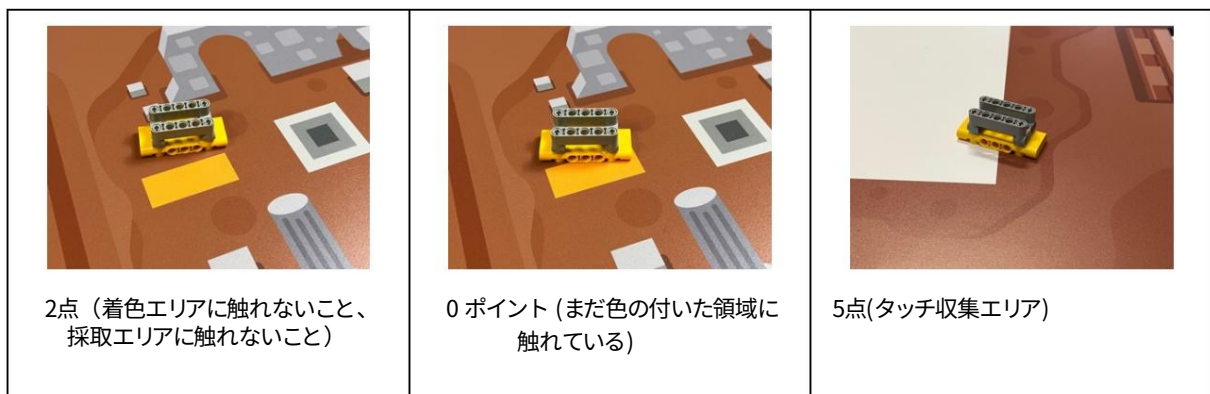 2点（着色エリアに触れないこと、
採取エリアに触れないこと）
0 ポイント (まだ色の付いた領域に
触れている)
5点(タッチ収集エリア)